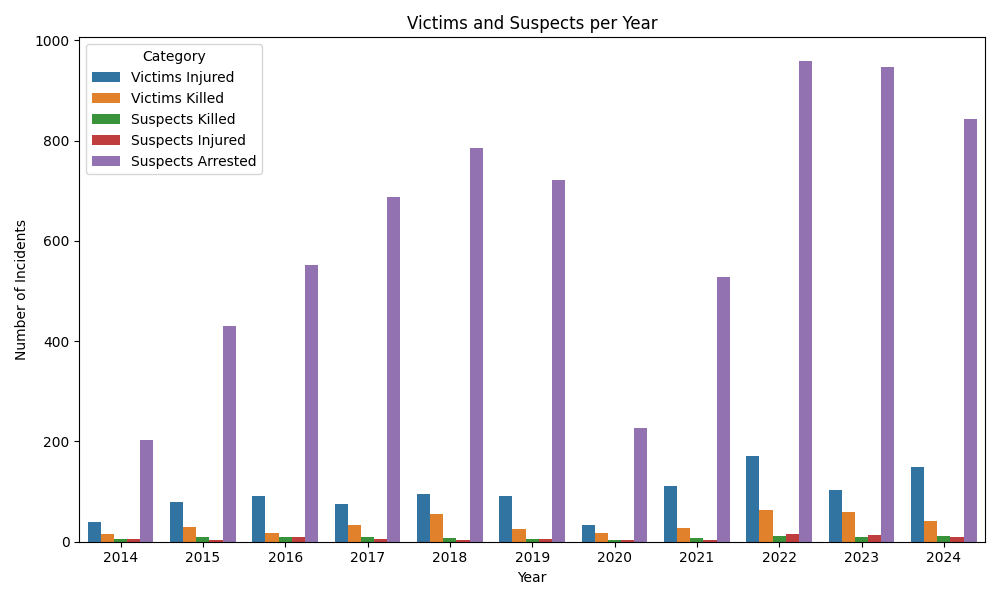 Victims and Suspects per Year
Number of Incidents
1000
800
600
400
200
0
Category
Victims Injured
Victims Killed
Suspects Killed
Suspects Injured
Suspects Arrested
2014 2015 2016 2017 2018 2019 2020 2021 2022 2023 2024
Year